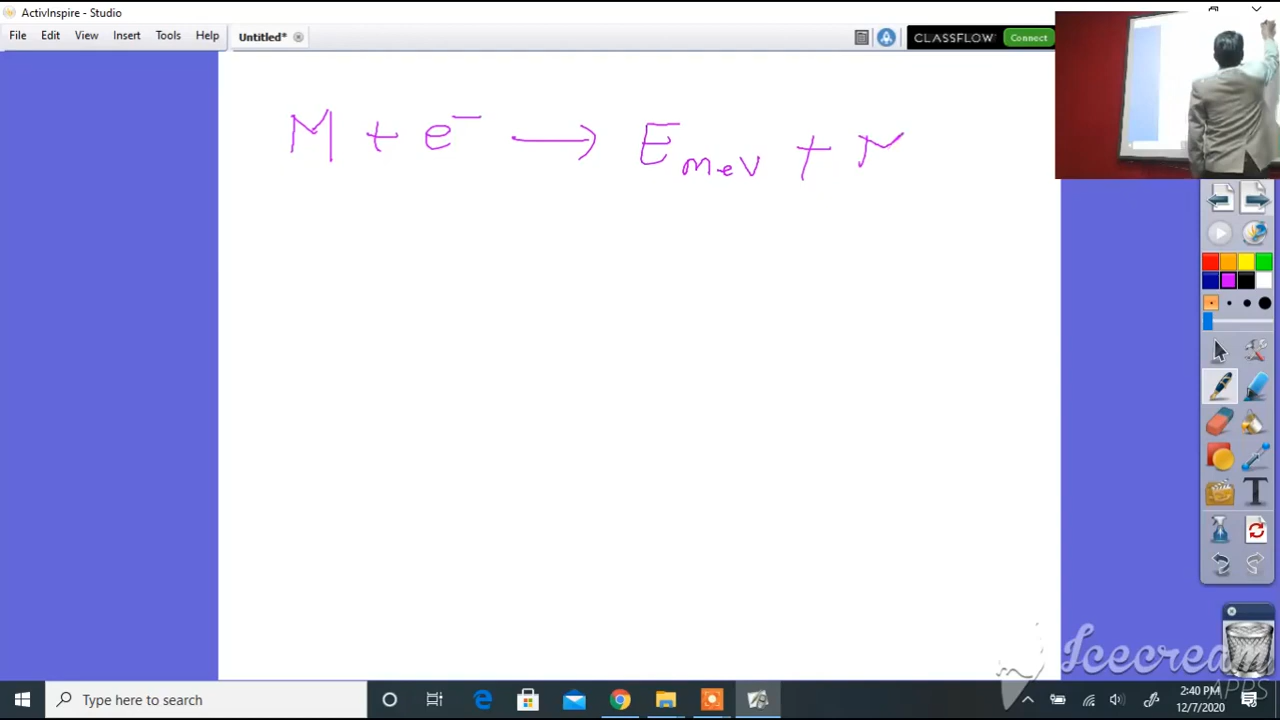 ActivInspire - Studio
File Edit View Insert Tools Help Untitled* CLASSFLOW Connect
M + e⁻ → E meV +
T
Icecream
APPS
Type here to search
2:40 PM
12/7/2020